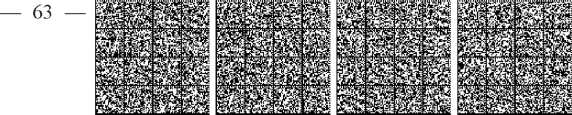 — 63 —